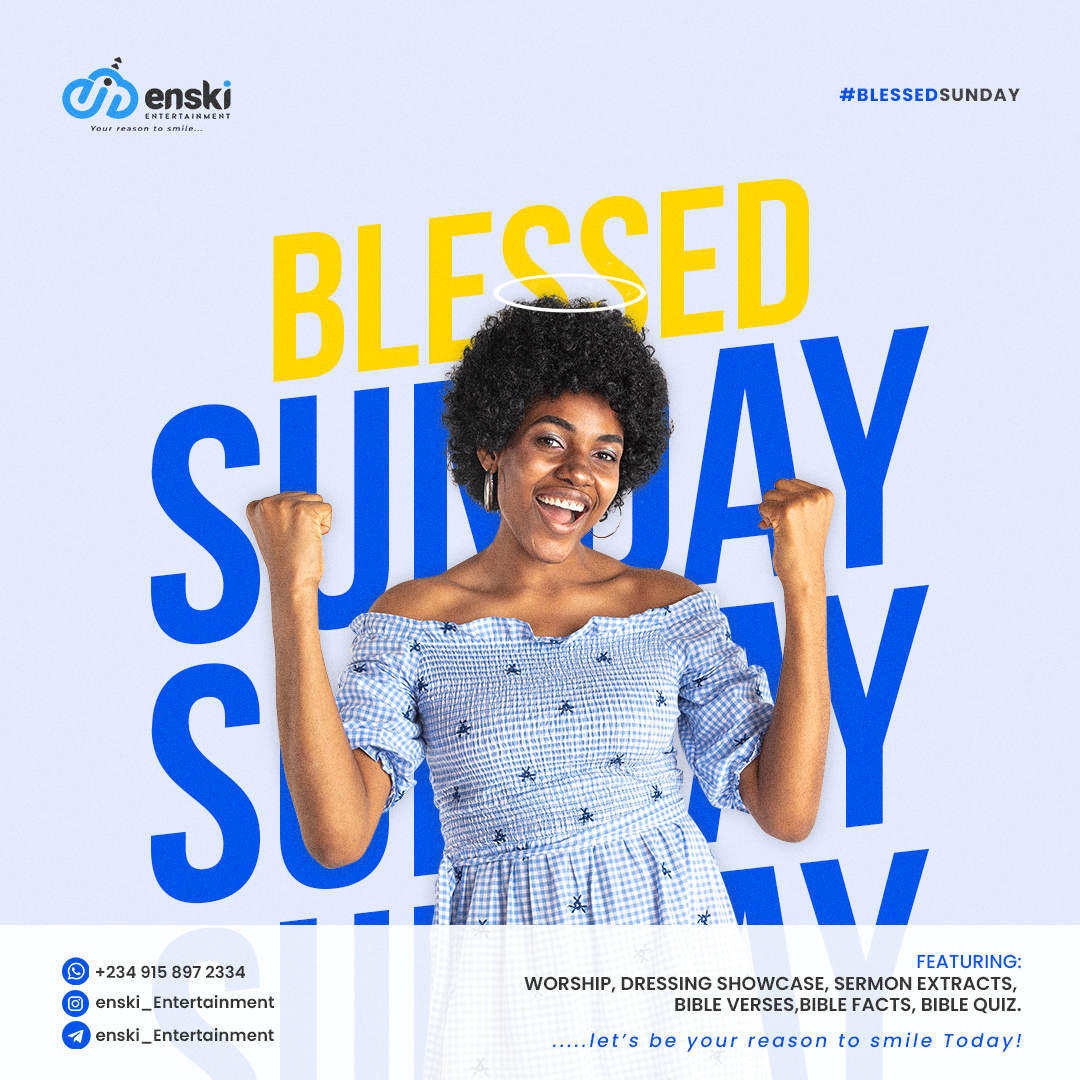 enski
ENTERTAINMENT
Your reason to smile...
#BLESSEDSUNDAY
BLESSED
SUNDAY
SUNDAY
SUNDAY
+234 915 897 2334
enski_Entertainment
enski_Entertainment
FEATURING:
WORSHIP, DRESSING SHOWCASE, SERMON EXTRACTS,
BIBLE VERSES,BIBLE FACTS, BIBLE QUIZ.
.....let's be your reason to smile Today!